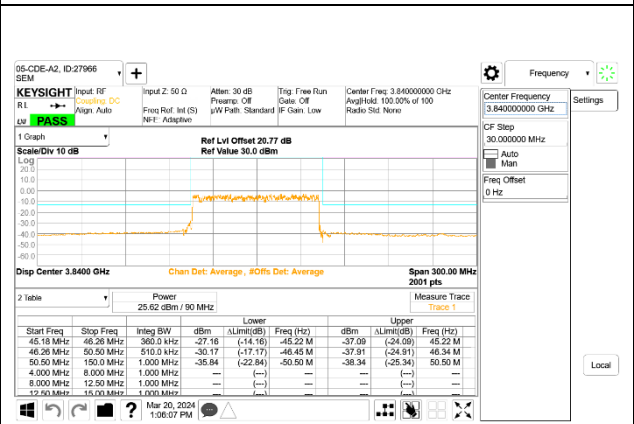 05-CDE-A2, ID:27966
SEM
+
Frequency
KEYSIGHT Input: RF Input Z: 50 Ω Atten: 30 dB Trig: Free Run Center Freq: 3.840000000 GHz
RL Coupling: DC Preamp: Off Gate: Off Avg|Hold: 100.00% of 100
Align: Auto Freq Ref: Int (S) µW Path: Standard IF Gain: Low Radio Std: None
NFE: Adaptive
PASS
Center Frequency
3.840000000 GHz
Settings
CF Step
30.000000 MHz
Auto
Man
Freq Offset
0 Hz
1 Graph
Ref Lvl Offset 20.77 dB
Scale/Div 10 dB Ref Value 30.0 dBm
Log
20.0
10.0
0.00
-10.0
-20.0
-30.0
-40.0
-50.0
-60.0
Disp Center 3.8400 GHz Chan Det: Average, #Offs Det: Average Span 300.00 MHz
2001 pts
2 Table
Power
25.62 dBm / 90 MHz
Measure Trace
Trace 1
Lower Upper
Start Freq Stop Freq Integ BW dBm ΔLimit(dB) Freq (Hz) dBm ΔLimit(dB) Freq (Hz)
45.18 MHz 46.26 MHz 360.0 kHz -27.16 (-14.16) -45.22 M -37.09 (-24.09) 45.22 M
46.26 MHz 50.50 MHz 510.0 kHz -30.17 (-17.17) -46.45 M -37.91 (-24.91) 46.34 M
50.50 MHz 150.0 MHz 1.000 MHz -35.84 (-22.84) -50.50 M -38.34 (-25.34) 50.50 M
4.000 MHz 8.000 MHz 1.000 MHz --- (---) --- (---)
8.000 MHz 12.50 MHz 1.000 MHz --- (---) --- (---)
12.50 MHz 15.00 MHz 1.000 MHz --- (---) --- (---)
Local
?
Mar 20, 2024
1:06:07 PM